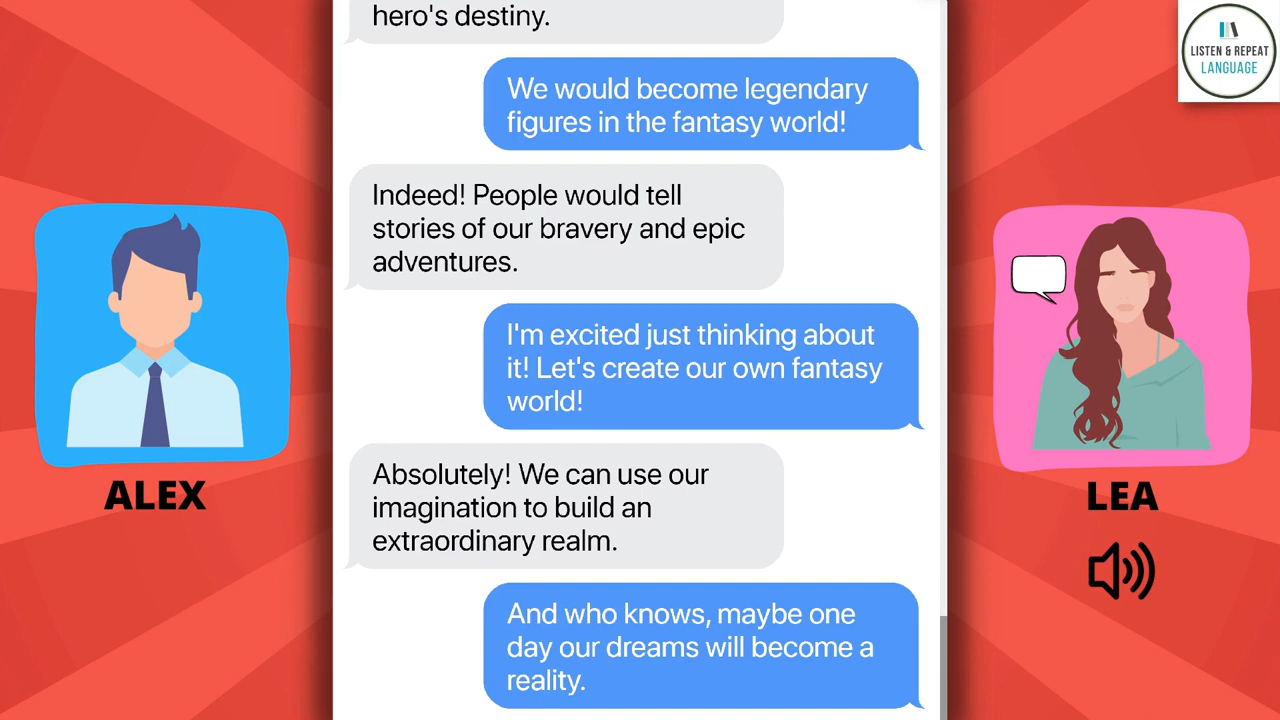 hero's destiny.
We would become legendary
figures in the fantasy world!
Indeed! People would tell
stories of our bravery and epic
adventures.
I'm excited just thinking about
it! Let's create our own fantasy
world!
Absolutely! We can use our
imagination to build an
extraordinary realm.
And who knows, maybe one
day our dreams will become a
reality.
ALEX
LEA
LISTEN & REPEAT
LANGUAGE